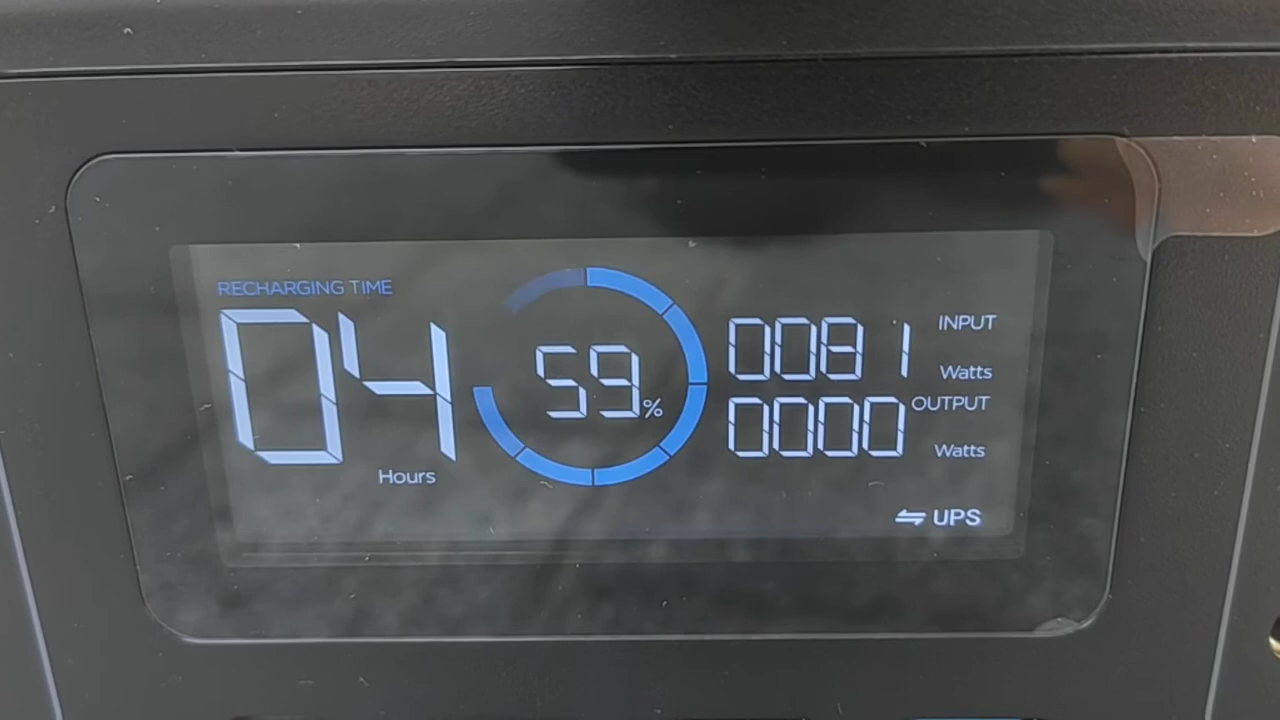 RECHARGING TIME
04
Hours
59%
0081 INPUT
Watts
0000 OUTPUT
Watts
⇋ UPS